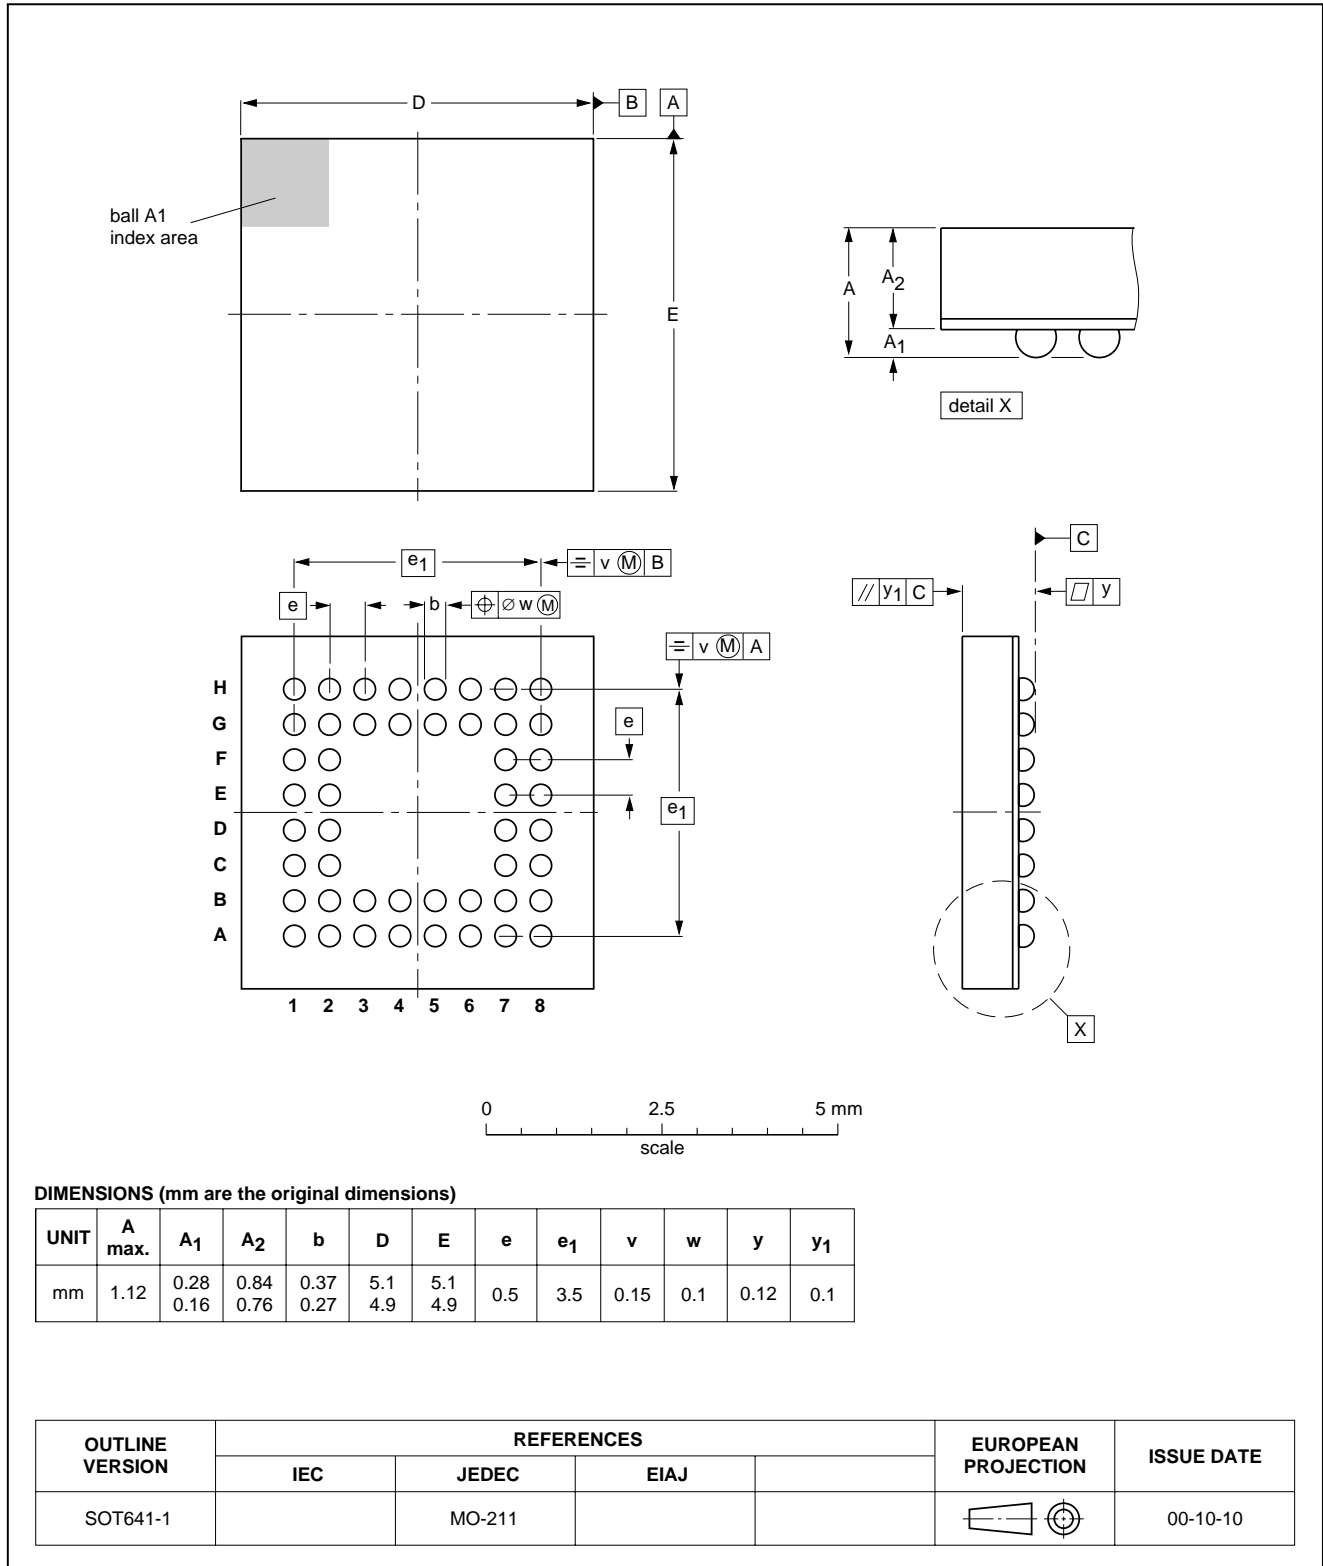 D
B
A
ball A1
index area
E
A
A2
A1
detail X
e1
v M B
e
b
⌀ w M
v M A
C
// y1 C
y
H
G
F
E
D
C
B
A
e
e1
1 2 3 4 5 6 7 8
X
0 2.5 5 mm
scale
DIMENSIONS (mm are the original dimensions)
UNIT A max. A1 A2 b D E e e1 v w y y1
mm 1.12 0.28 0.16 0.84 0.76 0.37 0.27 5.1 4.9 5.1 4.9 0.5 3.5 0.15 0.1 0.12 0.1
OUTLINE VERSION REFERENCES EUROPEAN PROJECTION ISSUE DATE
IEC JEDEC EIAJ
SOT641-1 MO-211 00-10-10